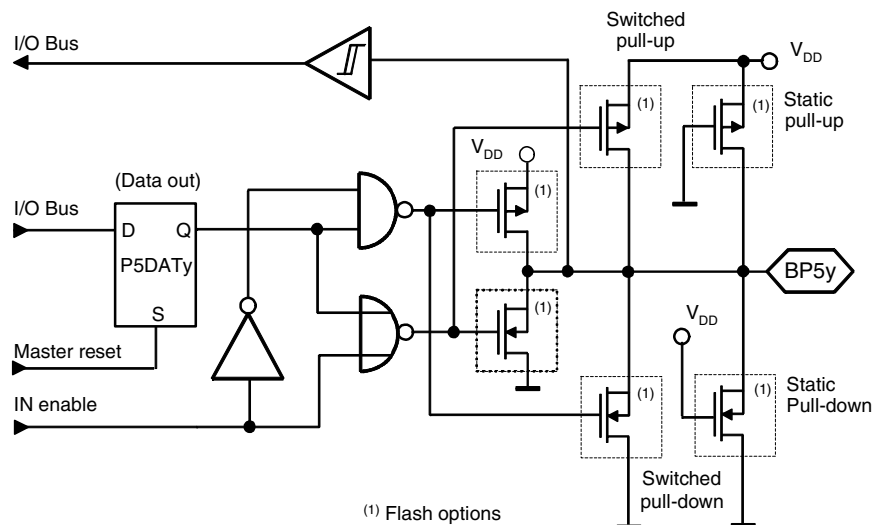 Switched
pull-up
I/O Bus
V_DD
(1)
(1)
Static
pull-up
V_DD
(Data out)
(1)
I/O Bus
D
Q
P5DATy
BP5y
(1)
S
V_DD
Master reset
(1)
(1)
Static
Pull-down
IN enable
Switched
pull-down
(1) Flash options